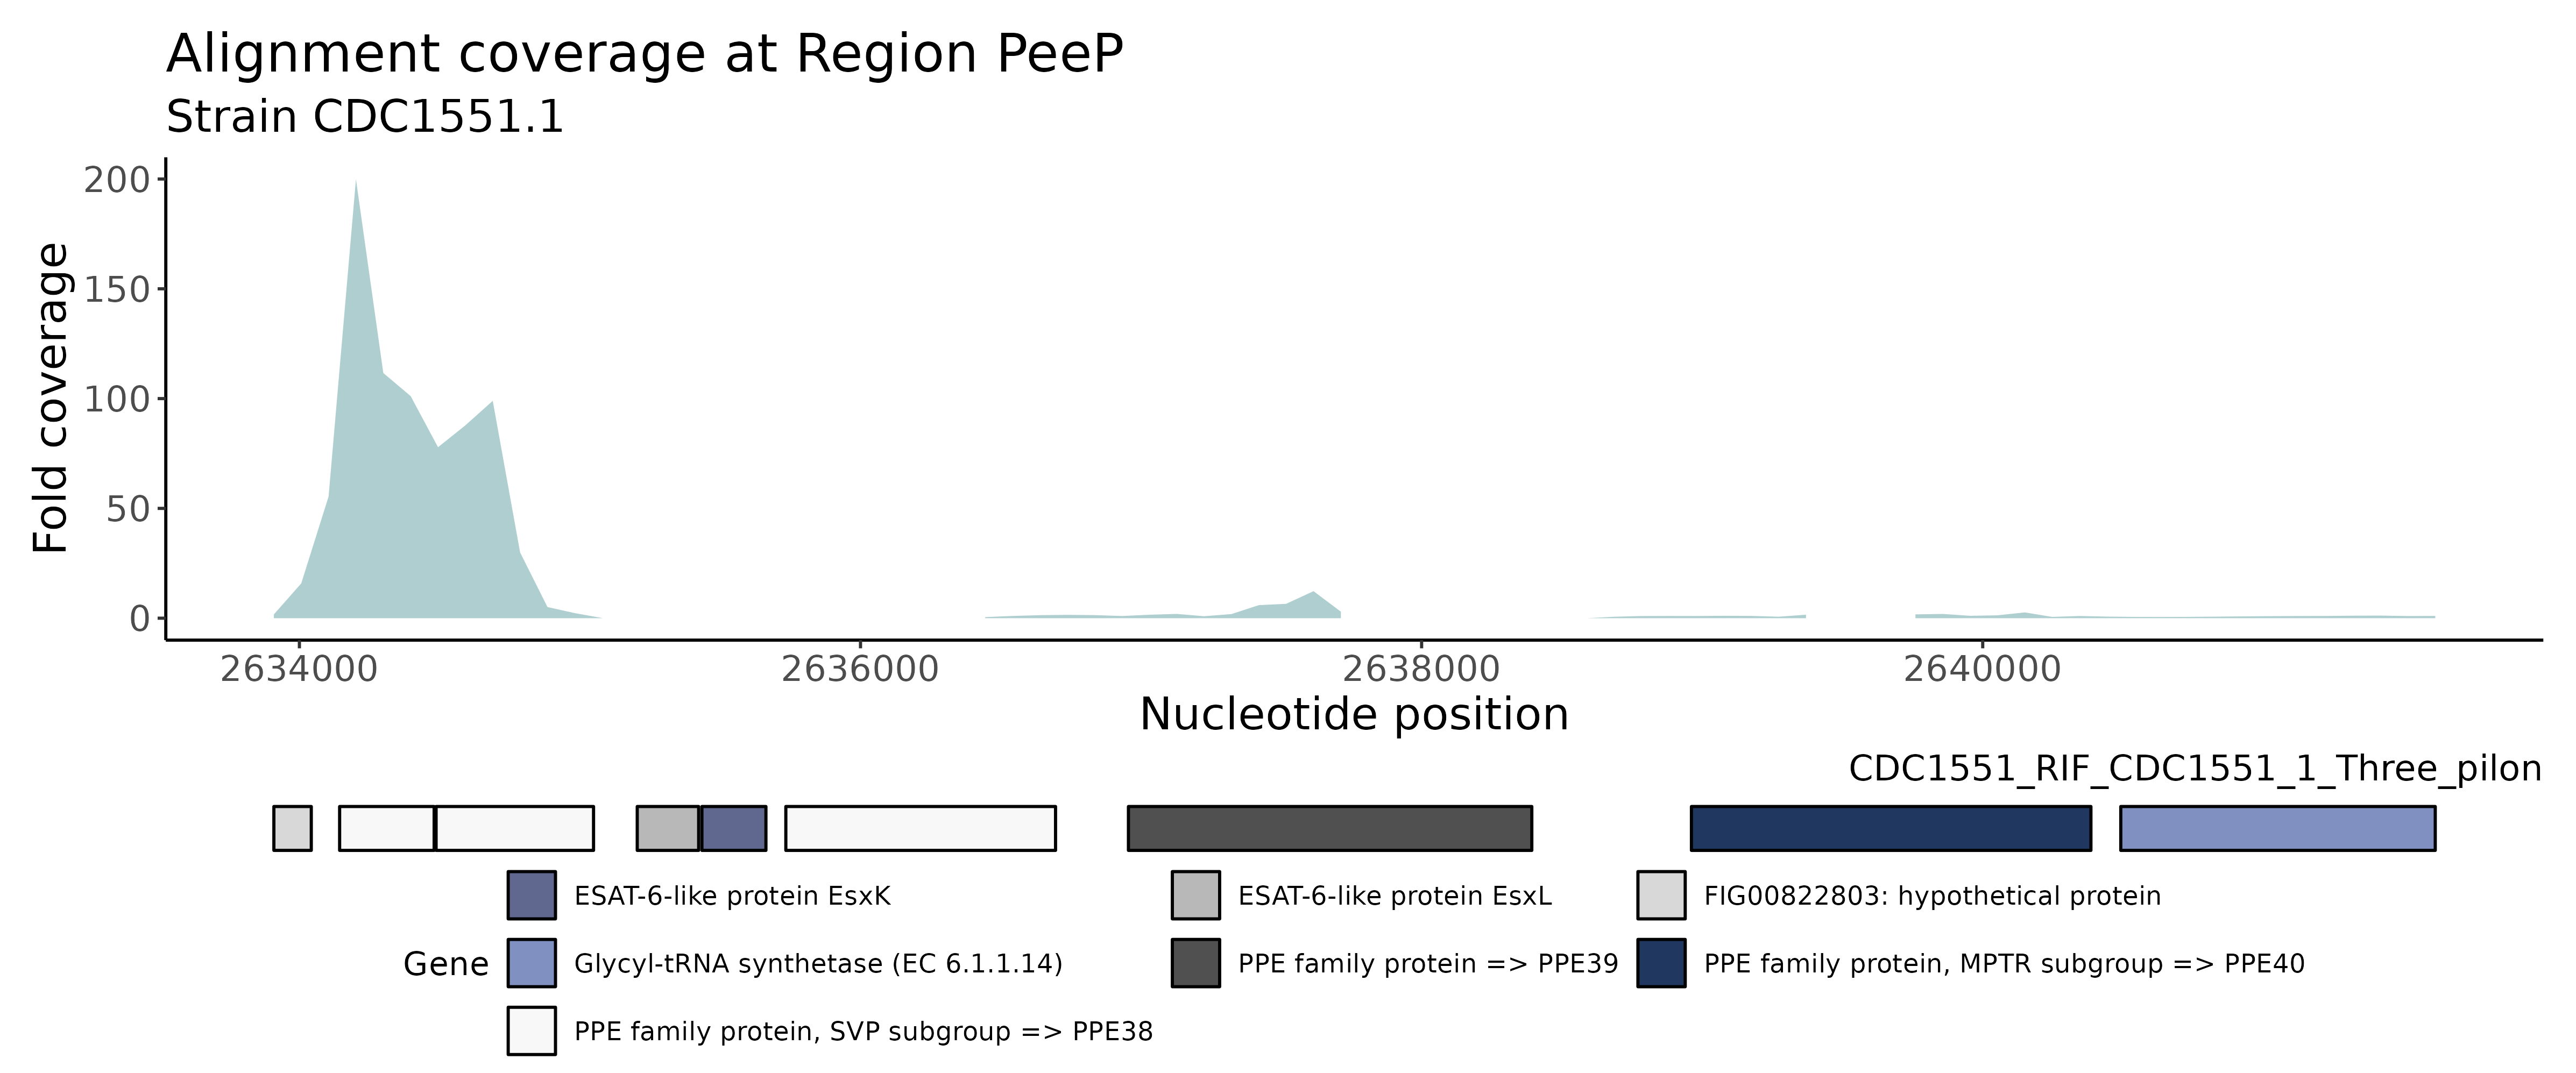 Alignment coverage at Region PeeP
Strain CDC1551.1
200
150
100
50
0
Fold coverage
2634000 2636000 2638000 2640000
Nucleotide position
CDC1551_RIF_CDC1551_1_Three_pilon
Gene
ESAT-6-like protein EsxK
Glycyl-tRNA synthetase (EC 6.1.1.14)
PPE family protein, SVP subgroup => PPE38
ESAT-6-like protein EsxL
PPE family protein => PPE39
FIG00822803: hypothetical protein
PPE family protein, MPTR subgroup => PPE40